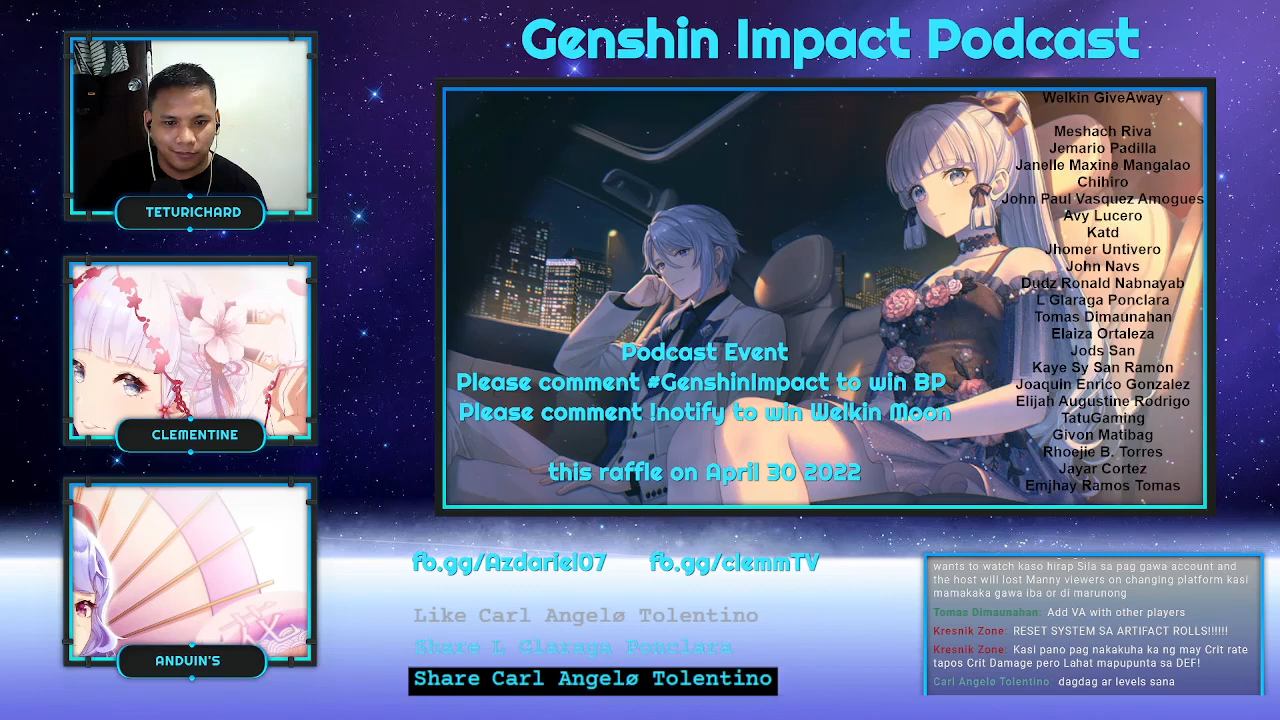 Genshin Impact Podcast
TETURICHARD
CLEMENTINE
ANDUIN'S
Podcast Event
Please comment #GenshinImpact to win BP
Please comment !notify to win Welkin Moon
this raffle on April 30 2022
Welkin GiveAway
Meshach Riva
Jemario Padilla
Janelle Maxine Mangalao
Chihiro
John Paul Vasquez Amogues
Avy Lucero
Katd
Jhomer Untivero
John Navs
Dudz Ronald Nabnayab
L Glaraga Ponclara
Tomas Dimaunahan
Elaiza Ortaleza
Jods San
Kaye Sy San Ramon
Joaquin Enrico Gonzalez
Elijah Augustine Rodrigo
TatuGaming
Givon Matibag
Rhoejie B. Torres
Jayar Cortez
Emjhay Ramos Tomas
fb.gg/Azdariel07 fb.gg/clemmTV
Like Carl Angelø Tolentino
Share L Glaraga Ponclara
Share Carl Angelø Tolentino
wants to watch kaso hirap Sila sa pag gawa account and
the host will lost Manny viewers on changing platform kasi
mamakaka gawa iba or di marunong
Tomas Dimaunahan: Add VA with other players
Kresnik Zone: RESET SYSTEM SA ARTIFACT ROLLS!!!!!!
Kresnik Zone: Kasi pano pag nakakuha ka ng may Crit rate
tapos Crit Damage pero Lahat mapupunta sa DEF!
Carl Angelø Tolentino: dagdag ar levels sana